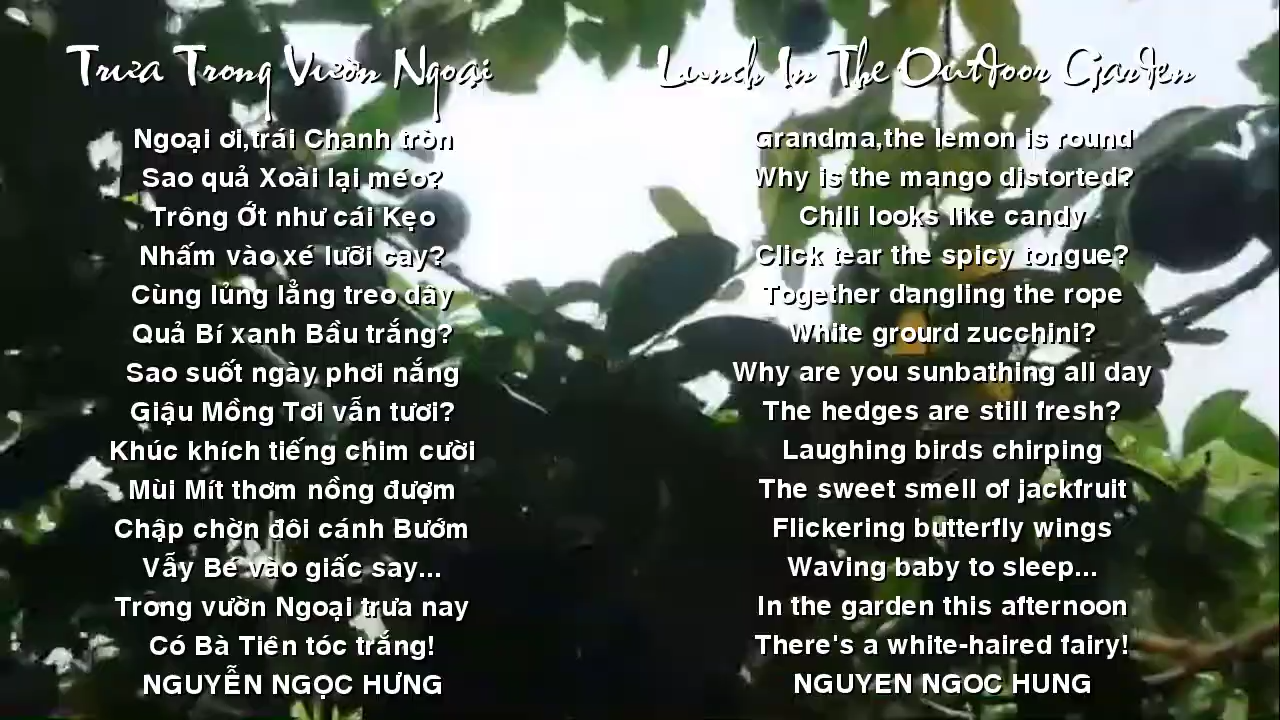 Trưa Trong Vườn Ngoại
Ngoại ơi,trái Chanh tròn
Sao quả Xoài lại méo?
Trông Ớt như cái Kẹo
Nhấm vào xé lưỡi cay?
Cùng lủng lẳng treo dây
Quả Bí xanh Bầu trắng?
Sao suốt ngày phơi nắng
Giậu Mồng Tơi vẫn tươi?
Khúc khích tiếng chim cười
Mùi Mít thơm nồng đượm
Chập chờn đôi cánh Bướm
Vẫy Bé vào giấc say...
Trong vườn Ngoại trưa nay
Có Bà Tiên tóc trắng!
NGUYỄN NGỌC HƯNG
Lunch In The Outdoor Garden
Grandma,the lemon is round
Why is the mango distorted?
Chili looks like candy
Click tear the spicy tongue?
Together dangling the rope
White grourd zucchini?
Why are you sunbathing all day
The hedges are still fresh?
Laughing birds chirping
The sweet smell of jackfruit
Flickering butterfly wings
Waving baby to sleep...
In the garden this afternoon
There's a white-haired fairy!
NGUYEN NGOC HUNG